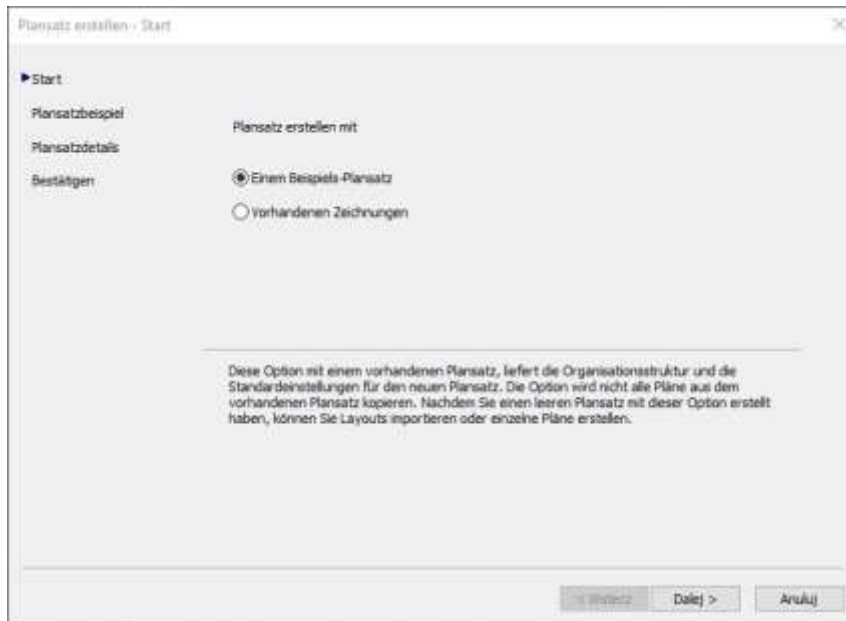 Plansatz erstellen - Start
Start
Plansatzbeispiel
Plansatzdetails
Bestätigen
Plansatz erstellen mit
Einem Beispiels-Plansatz
Vorhandenen Zeichnungen
Diese Option mit einem vorhandenen Plansatz, liefert die Organisationsstruktur und die
Standardeinstellungen für den neuen Plansatz. Die Option wird nicht alle Pläne aus dem
vorhandenen Plansatz kopieren. Nachdem Sie einen leeren Plansatz mit dieser Option erstellt
haben, können Sie Layouts importieren oder einzelne Pläne erstellen.
< Wstecz Dalej > Anuluj